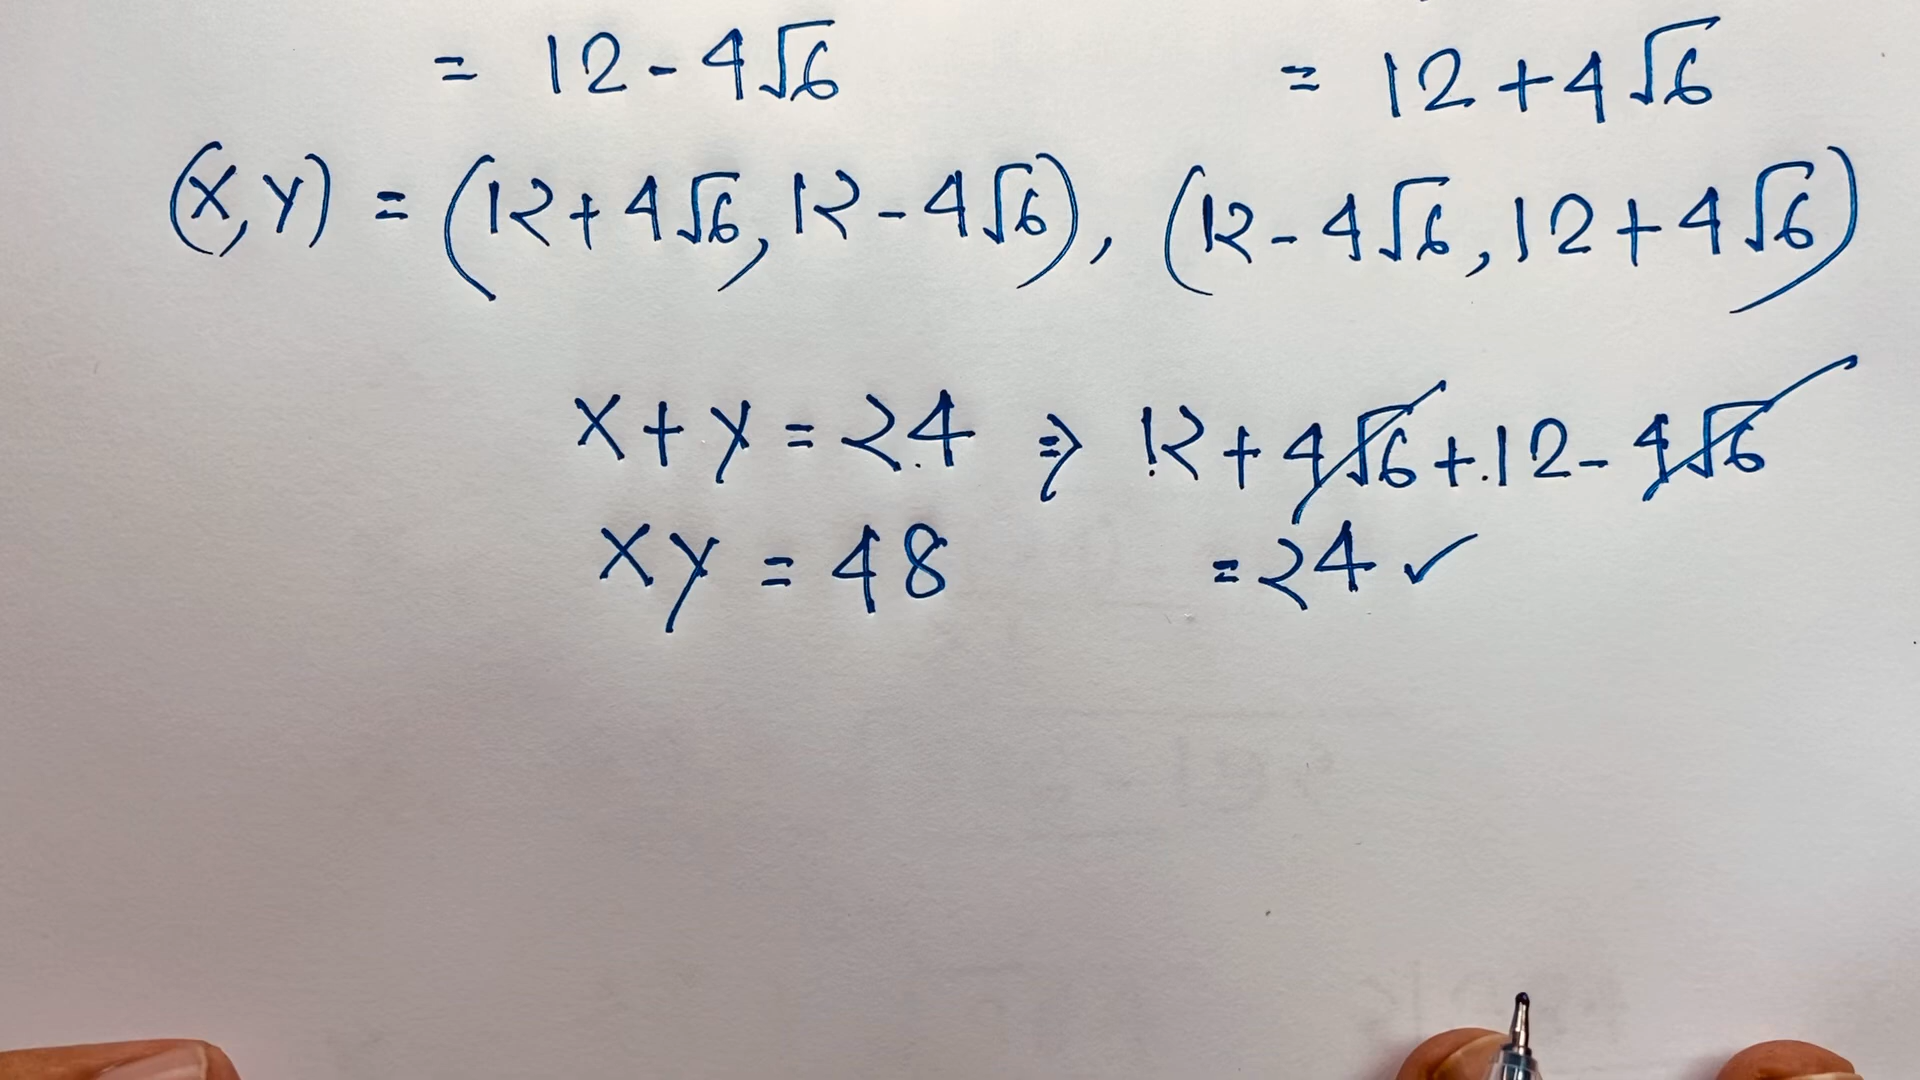 = 12 - 4√6 = 12 + 4√6
(x, y) = (12 + 4√6, 12 - 4√6), (12 - 4√6, 12 + 4√6)
x + y = 24 ⇒ 12 + 4√6 + 12 - 4√6
xy = 48 = 24 ✓